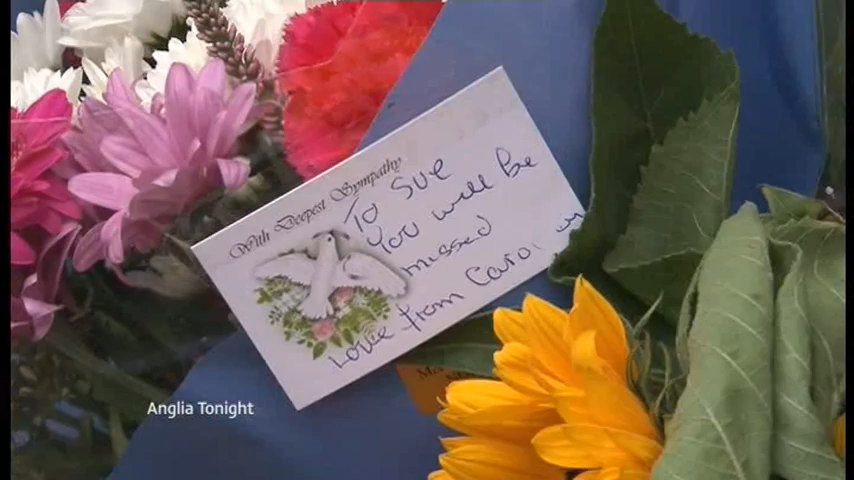 With Deepest Sympathy
To Sue
You will be
missed
Love from Carol
Anglia Tonight